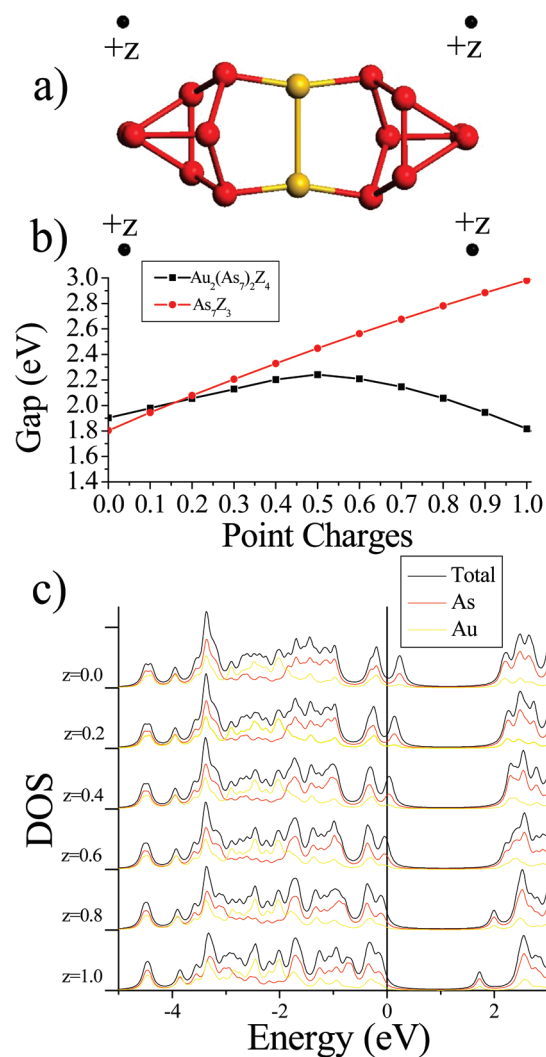 +z +z
a)
+z +z
b)
Au₂(As₇)₂Z₄
As₇Z₃
Gap (eV)
3.0
2.8
2.6
2.4
2.2
2.0
1.8
1.6
1.4
0.0 0.1 0.2 0.3 0.4 0.5 0.6 0.7 0.8 0.9 1.0
Point Charges
c)
Total
As
Au
DOS
z=0.0
z=0.2
z=0.4
z=0.6
z=0.8
z=1.0
-4 -2 0 2
Energy (eV)